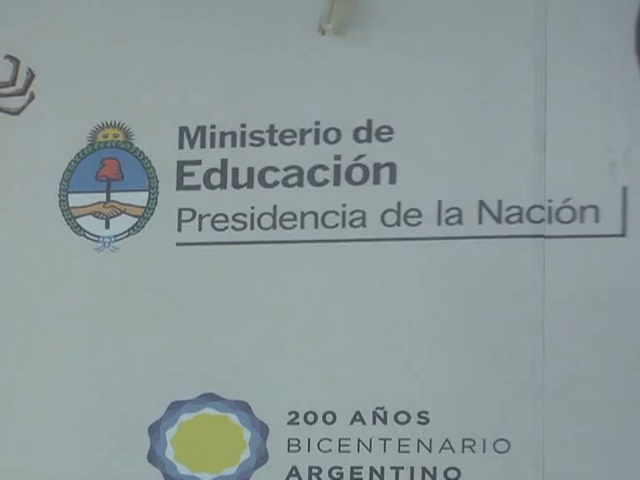 Ministerio de
Educación
Presidencia de la Nación
200 AÑOS
BICENTENARIO
ARGENTINO